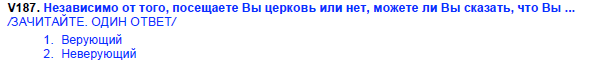 V187. Независимо от того, посещаете Вы церковь или нет, можете ли Вы сказать, что Вы ...
/ЗАЧИТАЙТЕ. ОДИН ОТВЕТ/
1. Верующий
2. Неверующий